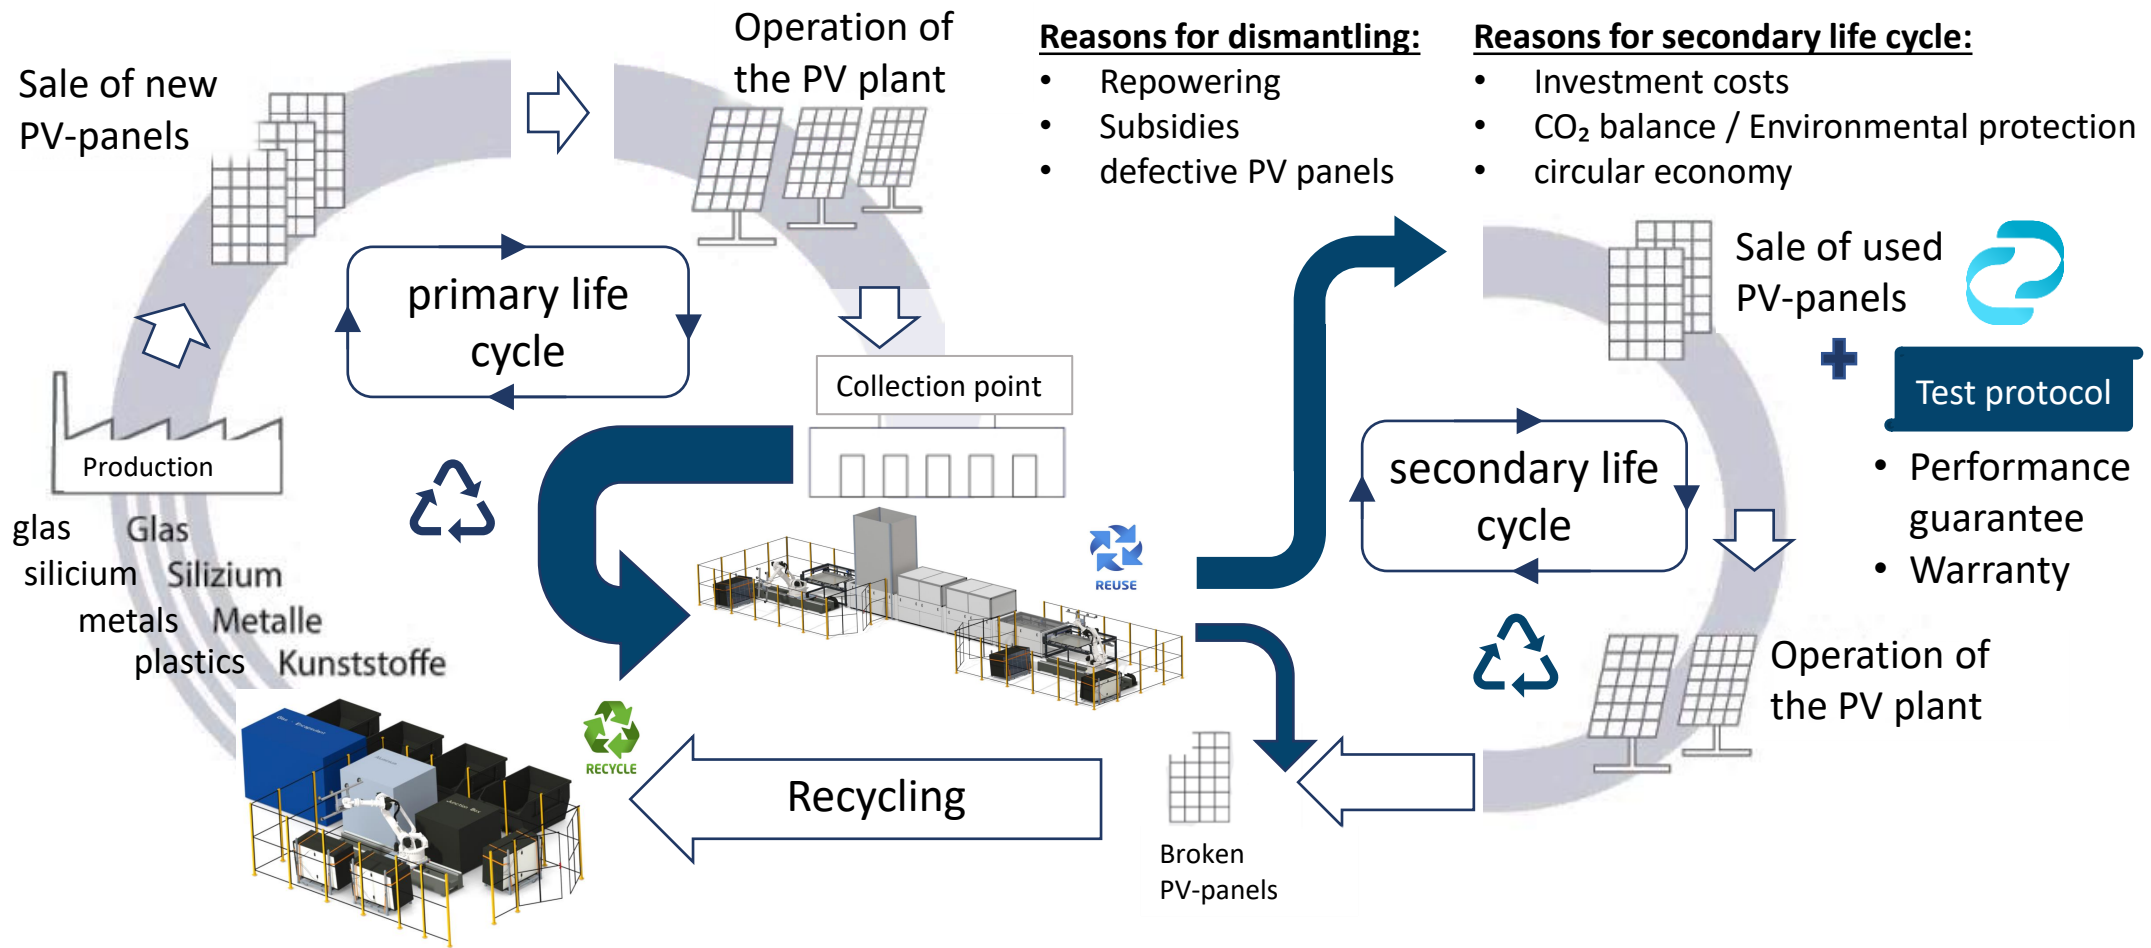 Sale of new
PV-panels
Operation of
the PV plant
Reasons for dismantling:
• Repowering
• Subsidies
• defective PV panels
Reasons for secondary life cycle:
• Investment costs
• CO₂ balance / Environmental protection
• circular economy
primary life
cycle
Collection point
Production
glas Glas
silicium Silizium
metals Metalle
plastics Kunststoffe
REUSE
RECYCLE
Recycling
Broken
PV-panels
Sale of used
PV-panels
Test protocol
• Performance
guarantee
• Warranty
secondary life
cycle
Operation of
the PV plant
Junction Box